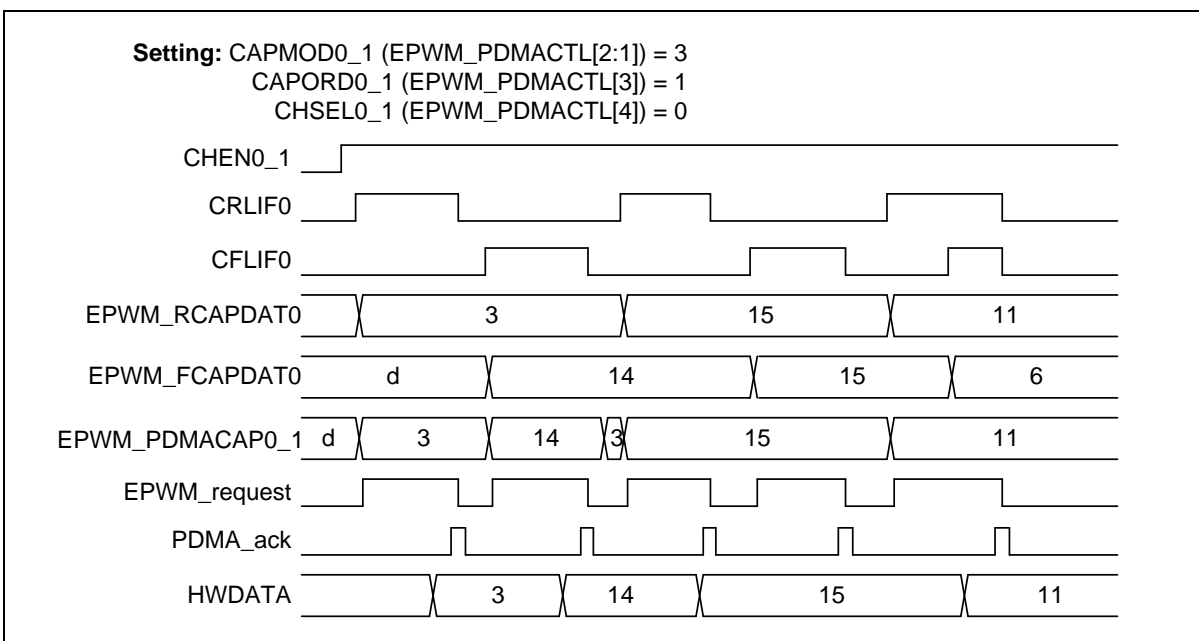 Setting: CAPMOD0_1 (EPWM_PDMACTL[2:1]) = 3
CAPORD0_1 (EPWM_PDMACTL[3]) = 1
CHSEL0_1 (EPWM_PDMACTL[4]) = 0
CHEN0_1
CRLIF0
CFLIF0
EPWM_RCAPDAT0 3 15 11
EPWM_FCAPDAT0 d 14 15 6
EPWM_PDMACAP0_1 d 3 14 3 15 11
EPWM_request
PDMA_ack
HWDATA 3 14 15 11